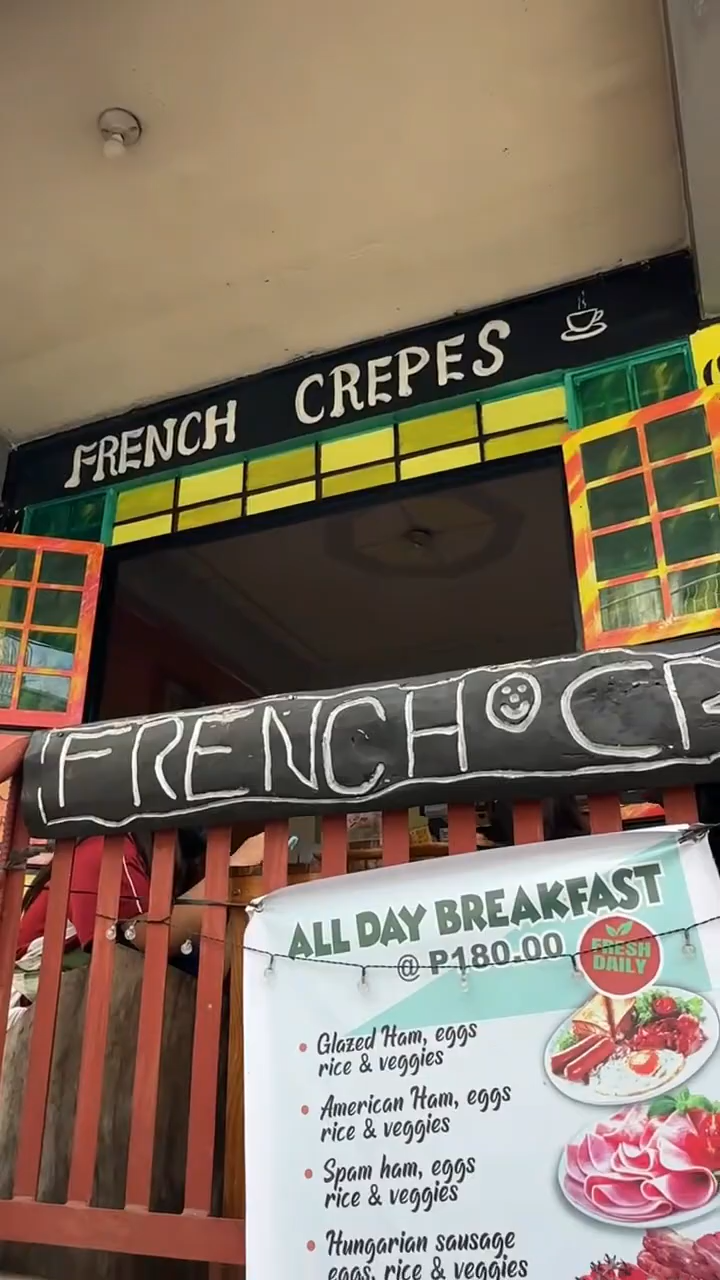 FRENCH CREPES
FRENCH CR
ALL DAY BREAKFAST
@ P180.00
FRESH
DAILY
• Glazed Ham, eggs
rice & veggies
• American Ham, eggs
rice & veggies
• Spam ham, eggs
rice & veggies
• Hungarian sausage
eggs, rice & veggies